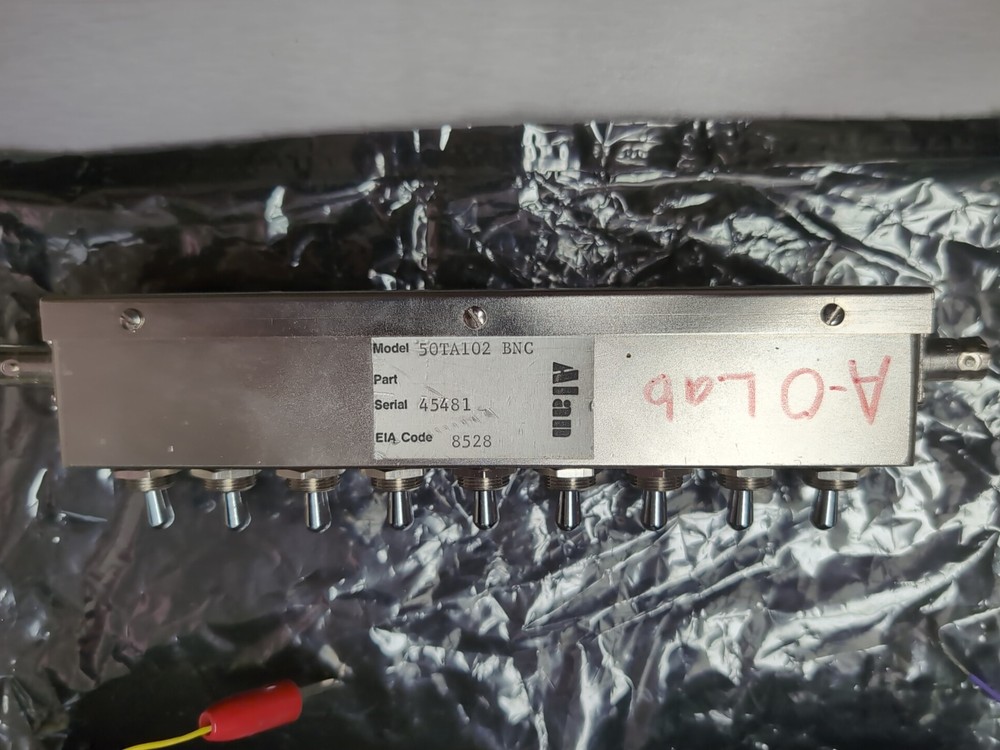 Model 50TA102 BNC
Part
Serial 45481
EIA Code 8528
Alan
A-O Lab